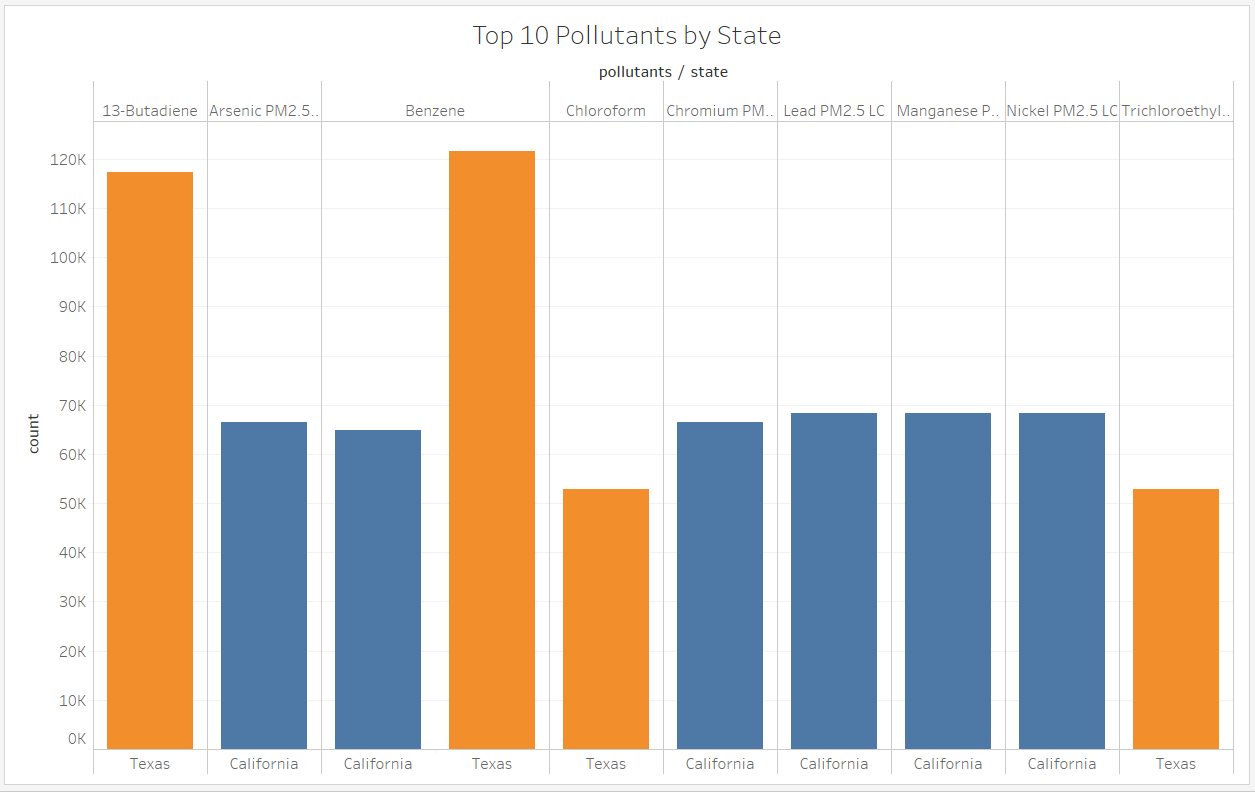 Top 10 Pollutants by State
pollutants / state
13-Butadiene Arsenic PM2.5.. Benzene Chloroform Chromium PM.. Lead PM2.5 LC Manganese P.. Nickel PM2.5 LC Trichloroethyl..
120K
110K
100K
90K
80K
70K
60K
50K
40K
30K
20K
10K
0K
count
Texas California California Texas Texas California California California California Texas